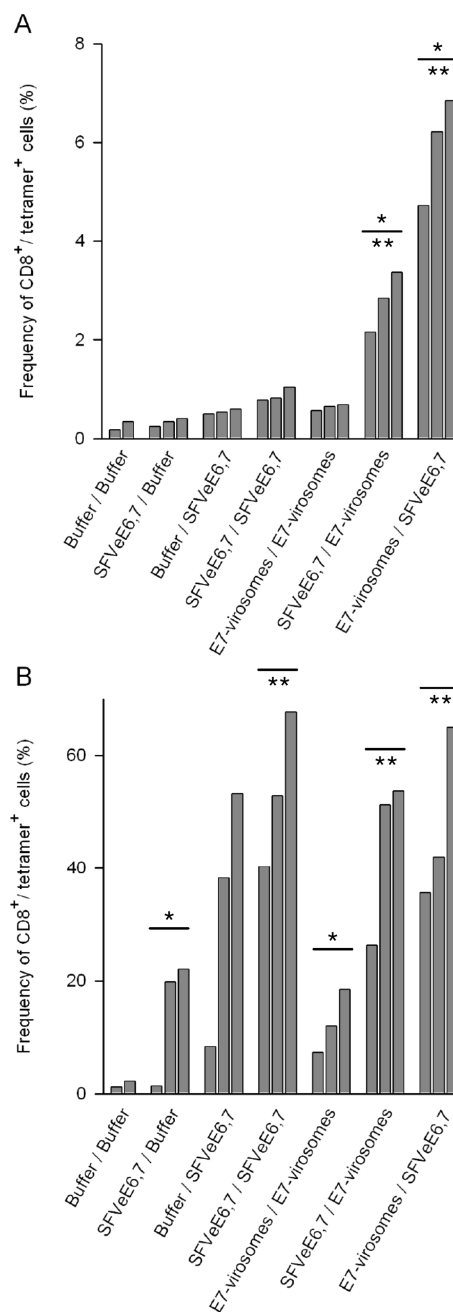 A
Frequency of CD8+/ tetramer+ cells (%)
8
6
4
2
0
*
**
*
**
Buffer / Buffer
SFVeE6,7 / Buffer
Buffer / SFVeE6,7
SFVeE6,7 / SFVeE6,7
E7-virosomes / E7-virosomes
SFVeE6,7 / E7-virosomes
E7-virosomes / SFVeE6,7
B
Frequency of CD8+/ tetramer+ cells (%)
60
40
20
0
*
**
*
**
**
Buffer / Buffer
SFVeE6,7 / Buffer
Buffer / SFVeE6,7
SFVeE6,7 / SFVeE6,7
E7-virosomes / E7-virosomes
SFVeE6,7 / E7-virosomes
E7-virosomes / SFVeE6,7